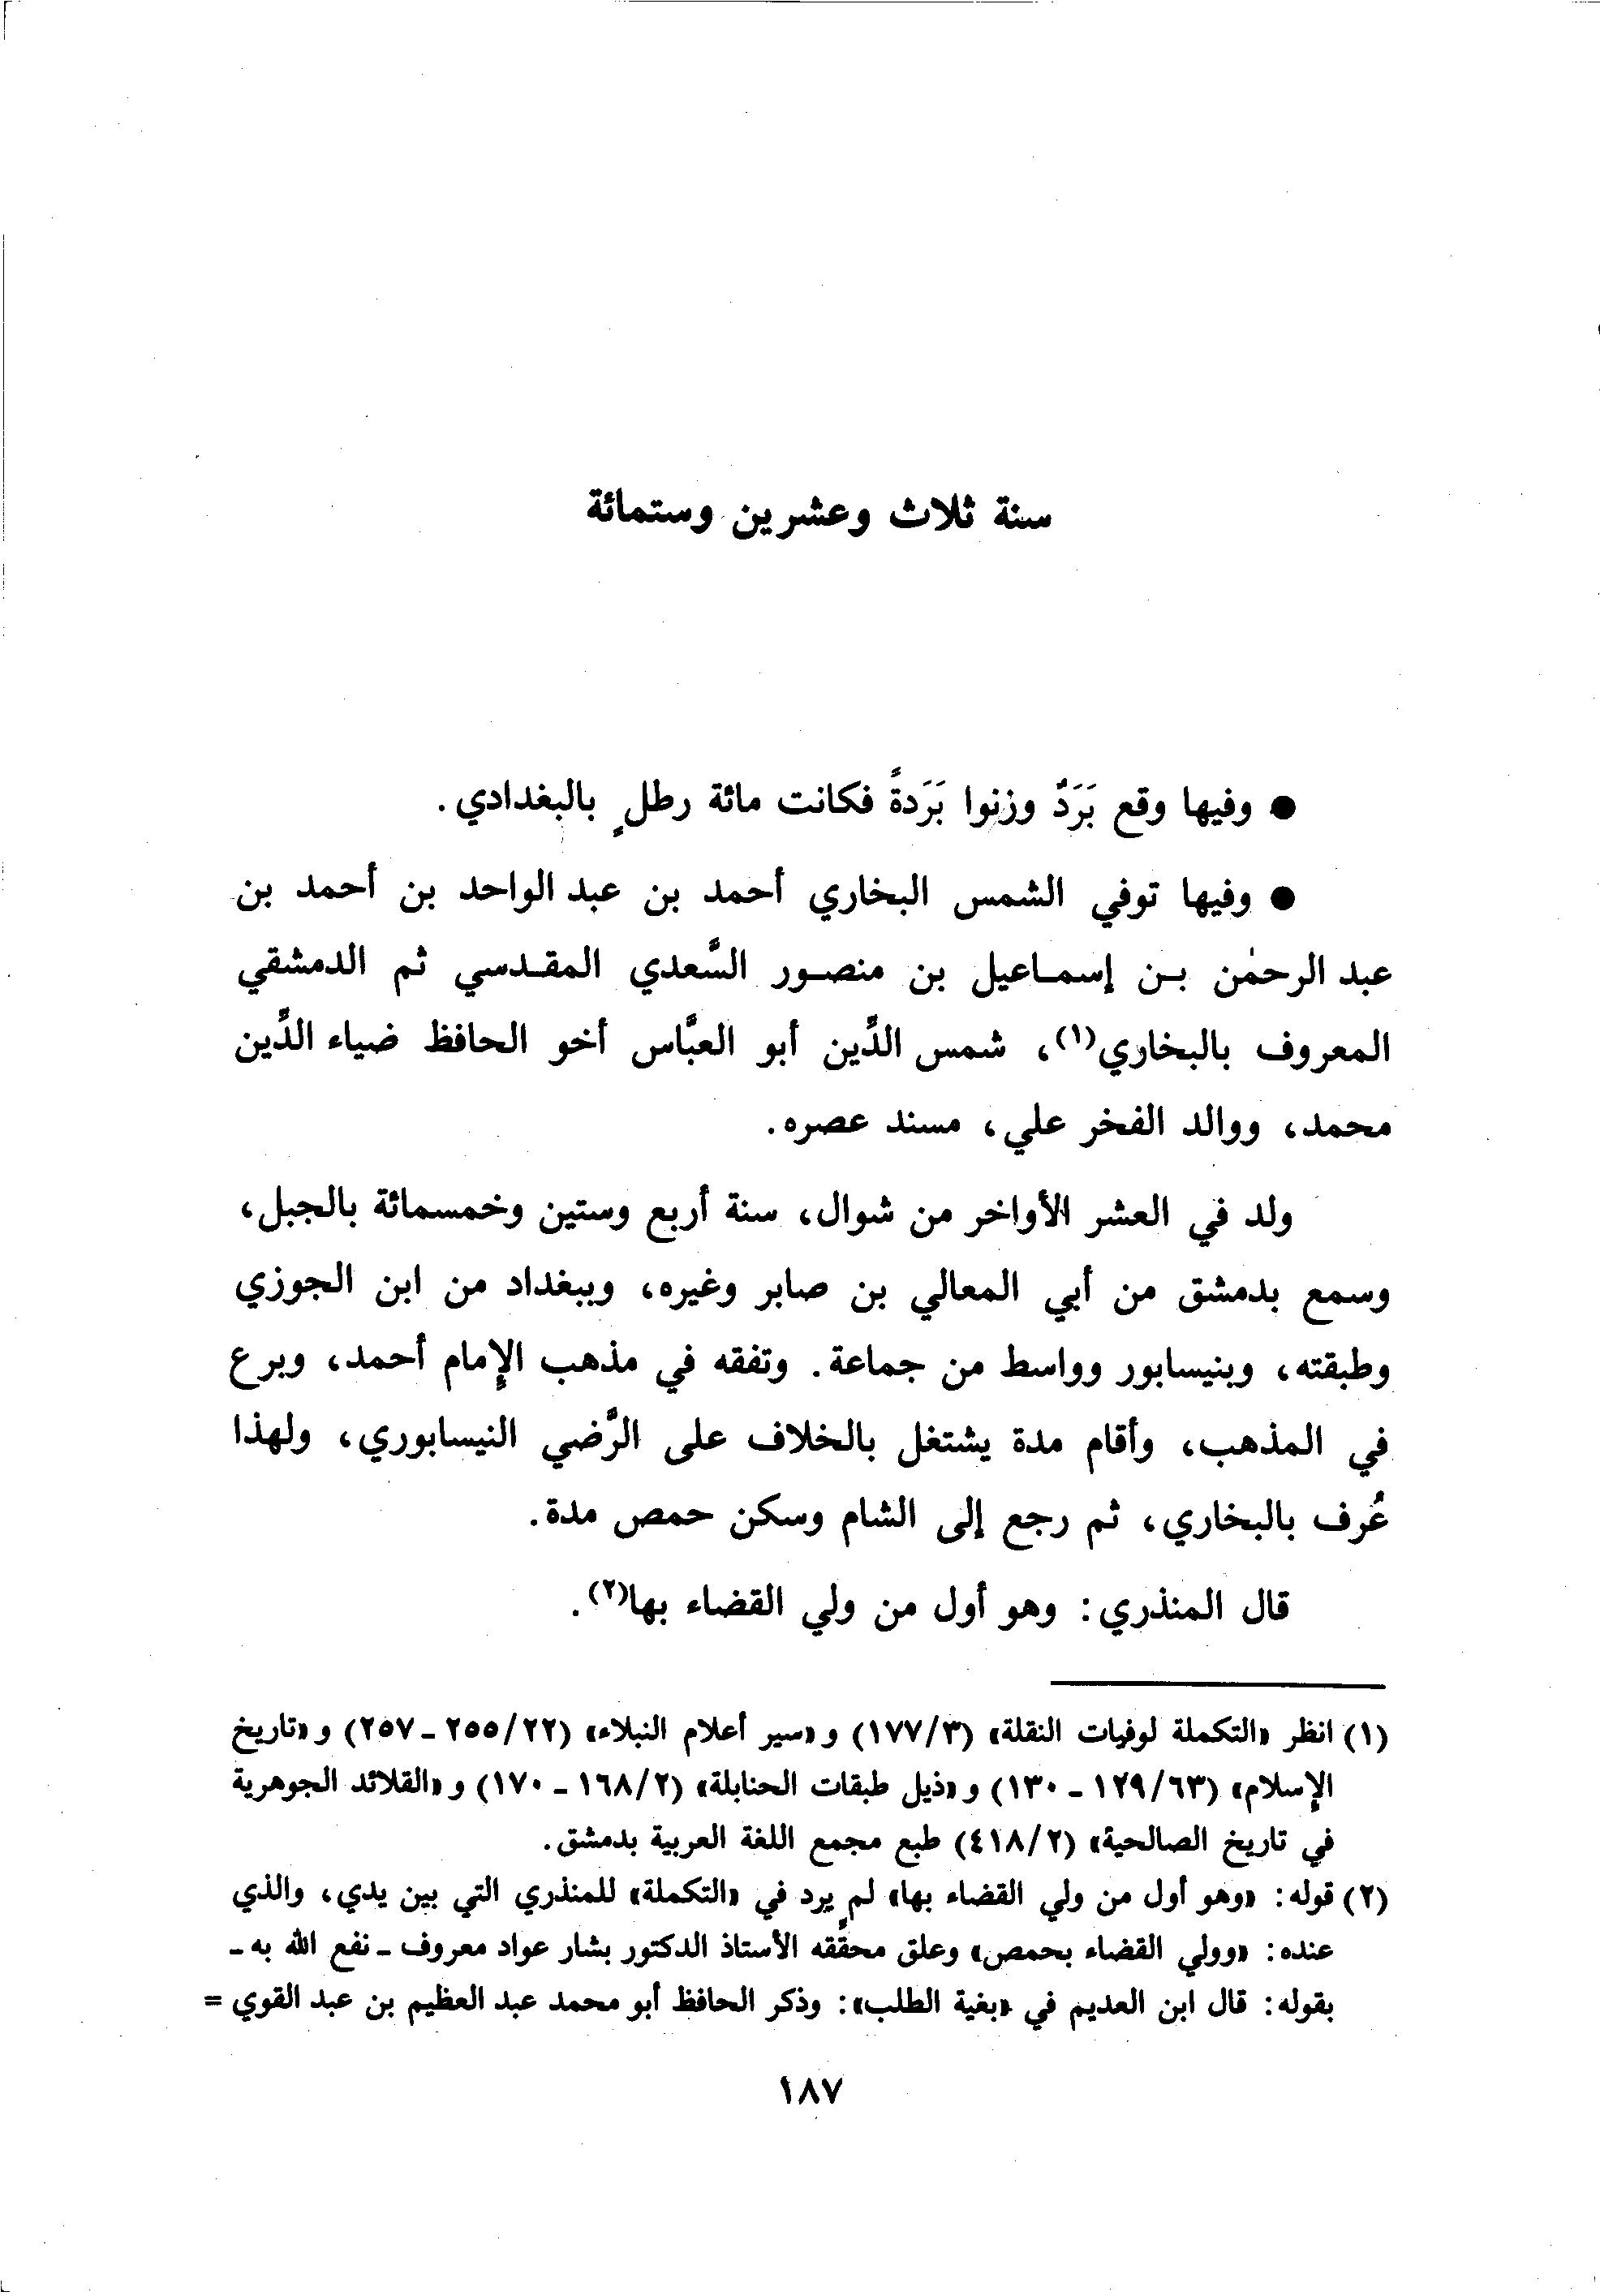 سنة ثلاث وعشرين وستمائة
● وفيها وقع بَرَدٌ وزنوا بَرَدةً فكانت مائة رطلٍ بالبغدادي.
● وفيها توفي الشمس البخاري أحمد بن عبد الواحد بن أحمد بن
عبد الرحمٰن بـن إسمـاعيل بن منصـور السَّعدي المقـدسي ثم الدمشقي
المعروف بالبخاري(١)، شمس الدِّين أبو العبَّاس أخو الحافظ ضياء الدِّين
محمد، ووالد الفخر علي، مسند عصره.
ولد في العشر الأواخر من شوال، سنة أربع وستين وخمسمائة بالجبل،
وسمع بدمشق من أبي المعالي بن صابر وغيره، وببغداد من ابن الجوزي
وطبقته، وبنيسابور وواسط من جماعة. وتفقه في مذهب الإمام أحمد، وبرع
في المذهب، وأقام مدة يشتغل بالخلاف على الرَّضي النيسابوري، ولهذا
عُرف بالبخاري، ثم رجع إلى الشام وسكن حمص مدة.
قال المنذري: وهو أول من ولي القضاء بها(٢).
(١) انظر «التكملة لوفيات النقلة» (١٧٧/٣) و«سير أعلام النبلاء» (٢٥٥/٢٢ ـ ٢٥٧) و«تاريخ
الإسلام» (١٢٩/٦٣ ـ ١٣٠) و«ذيل طبقات الحنابلة» (١٦٨/٢ ـ ١٧٠) و«القلائد الجوهرية
في تاريخ الصالحية» (٤١٨/٢) طبع مجمع اللغة العربية بدمشق.
(٢) قوله: «وهو أول من ولي القضاء بها» لم يرد في «التكملة» للمنذري التي بين يدي، والذي
عنده: «وولي القضاء بحمص» وعلق محقِّقه الأستاذ الدكتور بشار عواد معروف ـ نفع الله به ـ
بقوله: قال ابن العديم في «بغية الطلب»: وذكر الحافظ أبو محمد عبد العظيم بن عبد القوي =
١٨٧